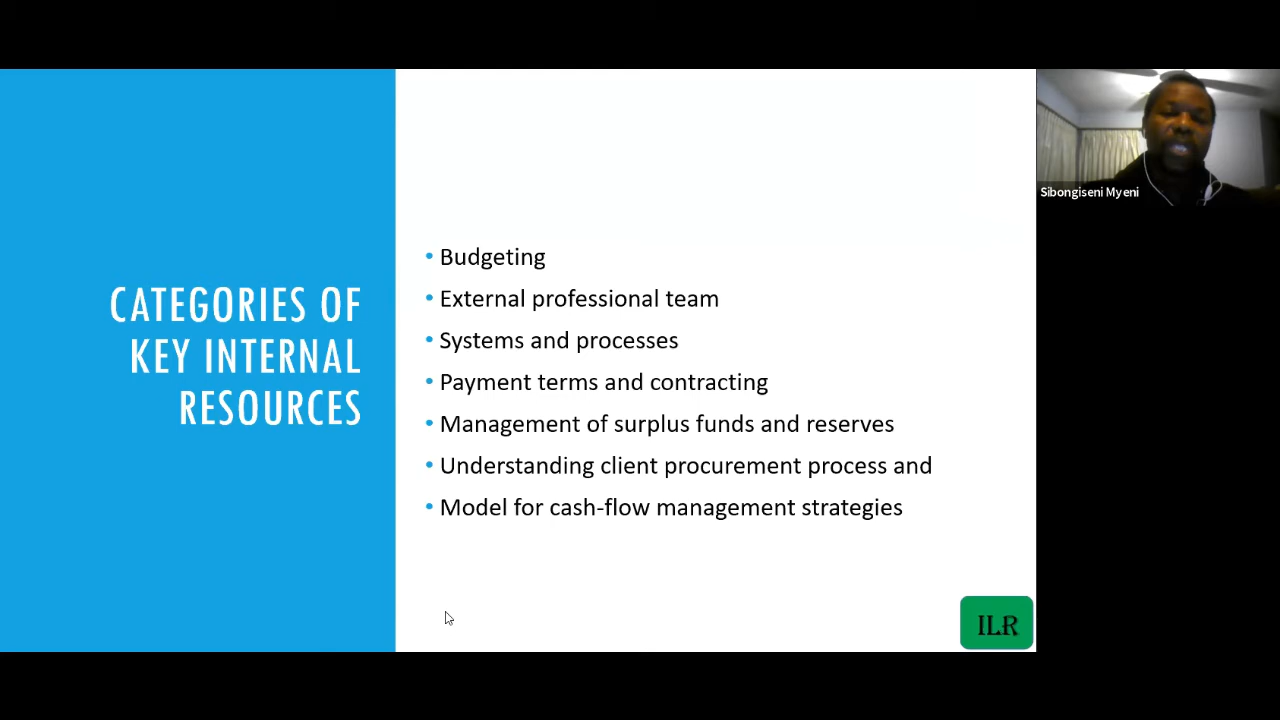 CATEGORIES OF
KEY INTERNAL
RESOURCES
• Budgeting
• External professional team
• Systems and processes
• Payment terms and contracting
• Management of surplus funds and reserves
• Understanding client procurement process and
• Model for cash-flow management strategies
Sibongiseni Myeni
ILR